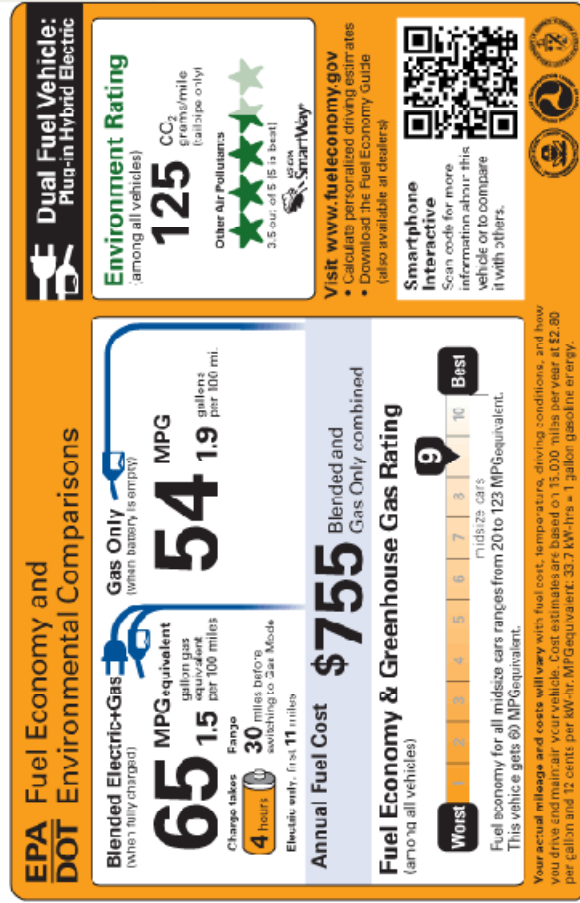 EPA
DOT
Fuel Economy and
Environmental Comparisons
Dual Fuel Vehicle:
Plug-in Hybrid Electric
Blended Electric+Gas
(when fully charged)
65 MPGequivalent
1.5 gallon gas
equivalent
per 100 miles
Charge takes
4 hours
Range
30 miles before
switching to Gas Mode
Electric only, first 11 miles
Gas Only
(when battery is empty)
54 MPG
1.9 gallons
per 100 mi.
Annual Fuel Cost $755 Blended and
Gas Only combined
Fuel Economy & Greenhouse Gas Rating
(among all vehicles)
Worst 1 2 3 4 5 6 7 8 9 10 Best
midsize cars
Fuel economy for all midsize cars ranges from 20 to 123 MPGequivalent.
This vehicle gets 60 MPGequivalent.
Environment Rating
(among all vehicles)
125 CO2
grams/mile
(tailpipe only)
Other Air Pollutants
3.5 out of 5 (5 is best)
US EPA
SmartWay
Visit www.fueleconomy.gov
• Calculate personalized driving estimates
• Download the Fuel Economy Guide
(also available at dealers)
Smartphone
Interactive
Scan code for more
information about this
vehicle or to compare
it with others.
Your actual mileage and costs will vary with fuel cost, temperature, driving conditions, and how
you drive and maintain your vehicle. Cost estimates are based on 15,000 miles per year at $2.80
per gallon and 12 cents per kW-hr. MPGequivalent: 33.7 kW-hrs = 1 gallon gasoline energy.